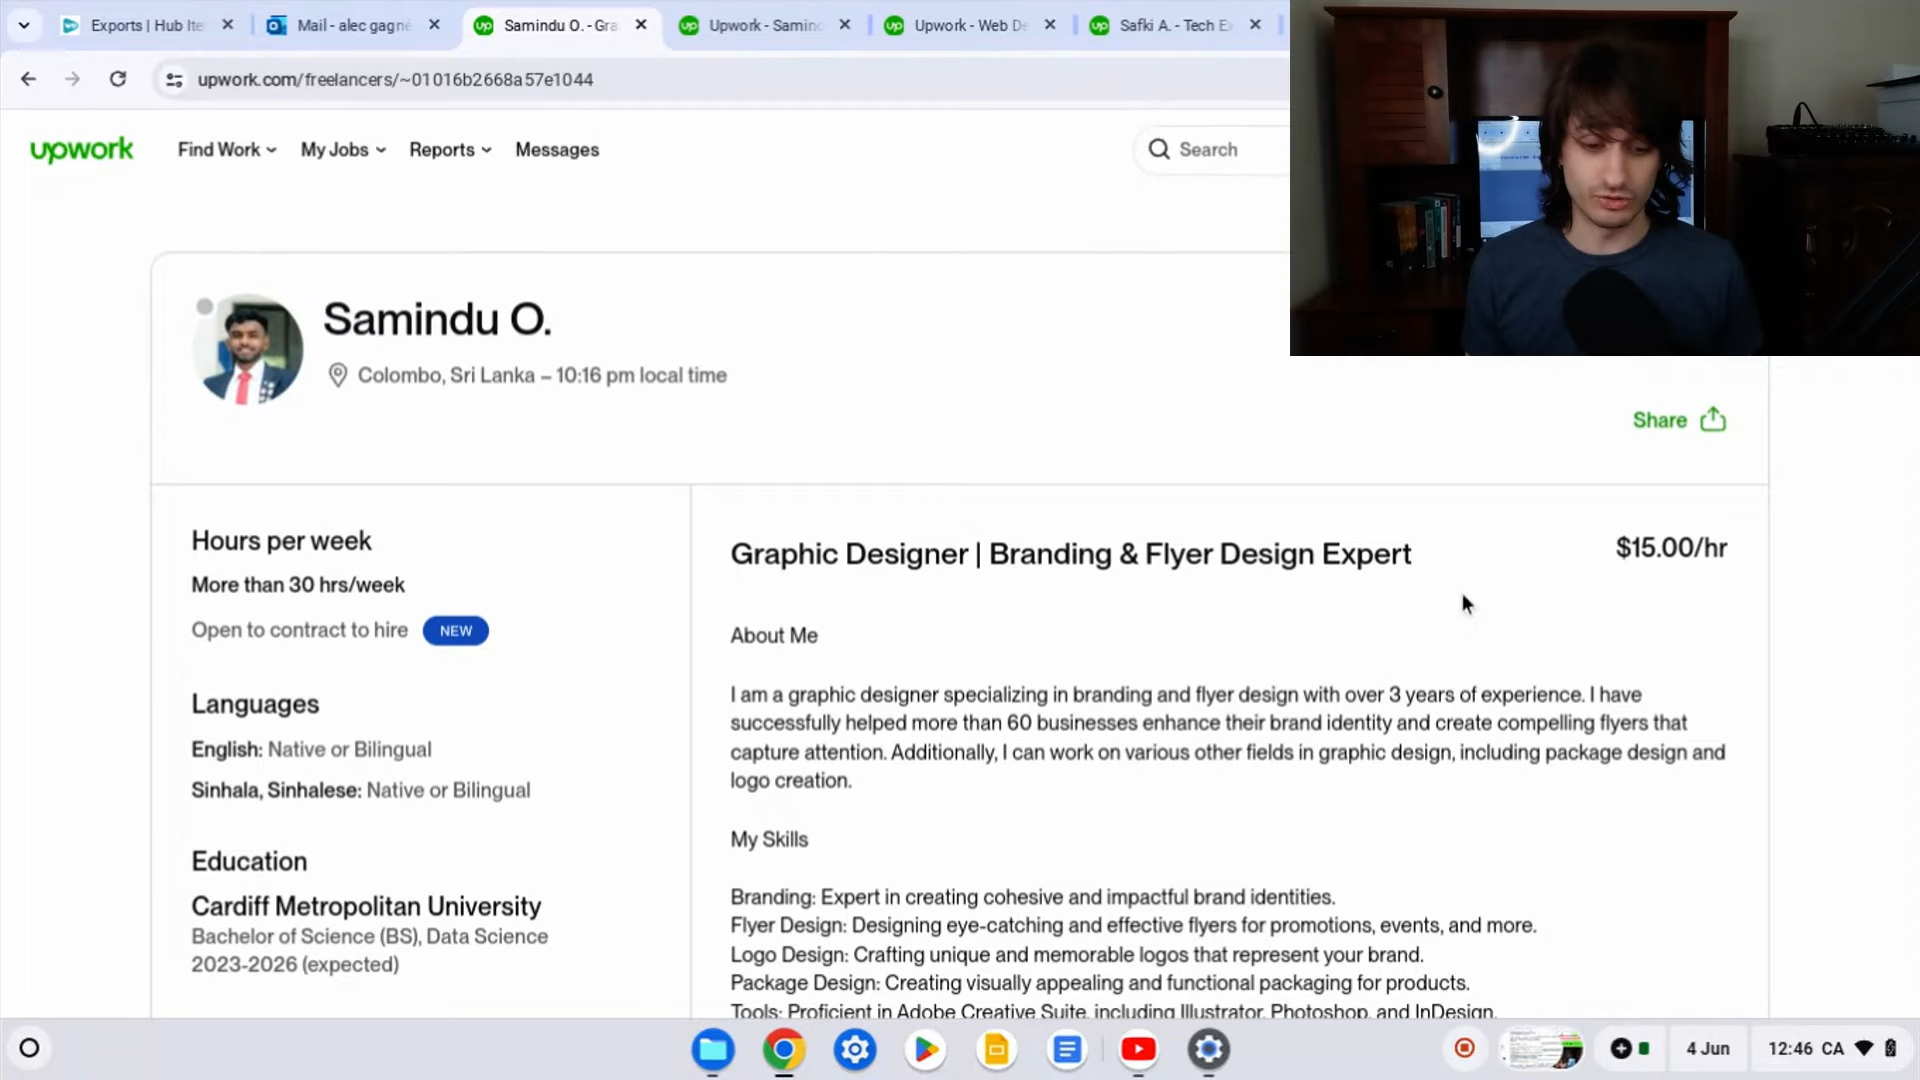 Exports | Hub Ite
Mail - alec gagné
Samindu O. - Gra
Upwork - Samind
Upwork - Web De
Safki A. - Tech Ex
upwork.com/freelancers/~01016b2668a57e1044
upwork
Find Work
My Jobs
Reports
Messages
Search
Samindu O.
Colombo, Sri Lanka – 10:16 pm local time
Share
Hours per week
More than 30 hrs/week
Open to contract to hire NEW
Languages
English: Native or Bilingual
Sinhala, Sinhalese: Native or Bilingual
Education
Cardiff Metropolitan University
Bachelor of Science (BS), Data Science
2023-2026 (expected)
Graphic Designer | Branding & Flyer Design Expert
$15.00/hr
About Me
I am a graphic designer specializing in branding and flyer design with over 3 years of experience. I have
successfully helped more than 60 businesses enhance their brand identity and create compelling flyers that
capture attention. Additionally, I can work on various other fields in graphic design, including package design and
logo creation.
My Skills
Branding: Expert in creating cohesive and impactful brand identities.
Flyer Design: Designing eye-catching and effective flyers for promotions, events, and more.
Logo Design: Crafting unique and memorable logos that represent your brand.
Package Design: Creating visually appealing and functional packaging for products.
Tools: Proficient in Adobe Creative Suite, including Illustrator, Photoshop, and InDesign.
4 Jun
12:46 CA